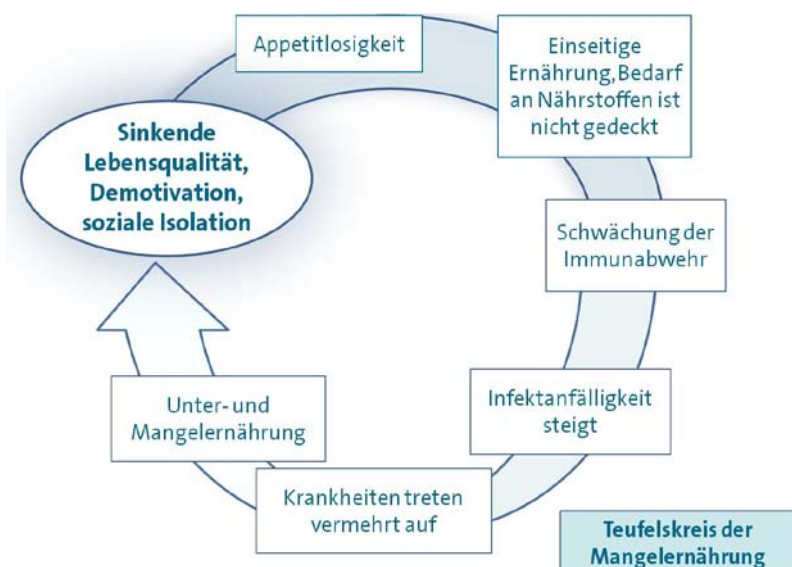 Appetitlosigkeit
Einseitige
Ernährung, Bedarf
an Nährstoffen ist
nicht gedeckt
Sinkende
Lebensqualität,
Demotivation,
soziale Isolation
Schwächung der
Immunabwehr
Infektanfälligkeit
steigt
Unter- und
Mangelernährung
Krankheiten treten
vermehrt auf
Teufelskreis der
Mangelernährung